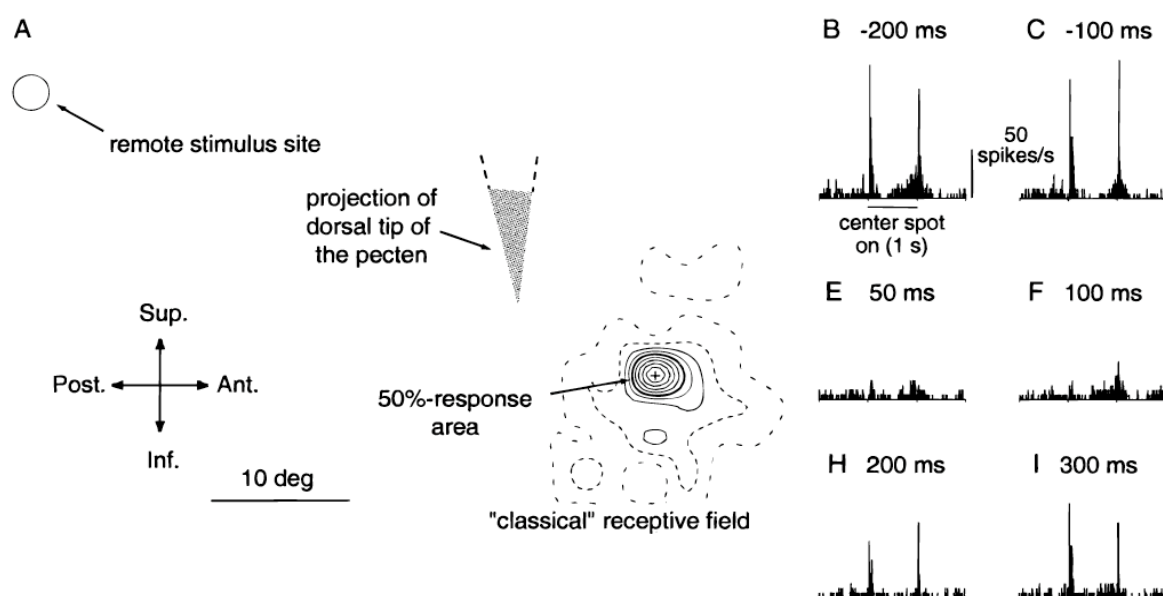 A
remote stimulus site
projection of
dorsal tip of
the pecten
Sup.
Post.
Ant.
Inf.
10 deg
50%-response
area
"classical" receptive field
B -200 ms
C -100 ms
50
spikes/s
center spot
on (1 s)
E 50 ms
F 100 ms
H 200 ms
I 300 ms